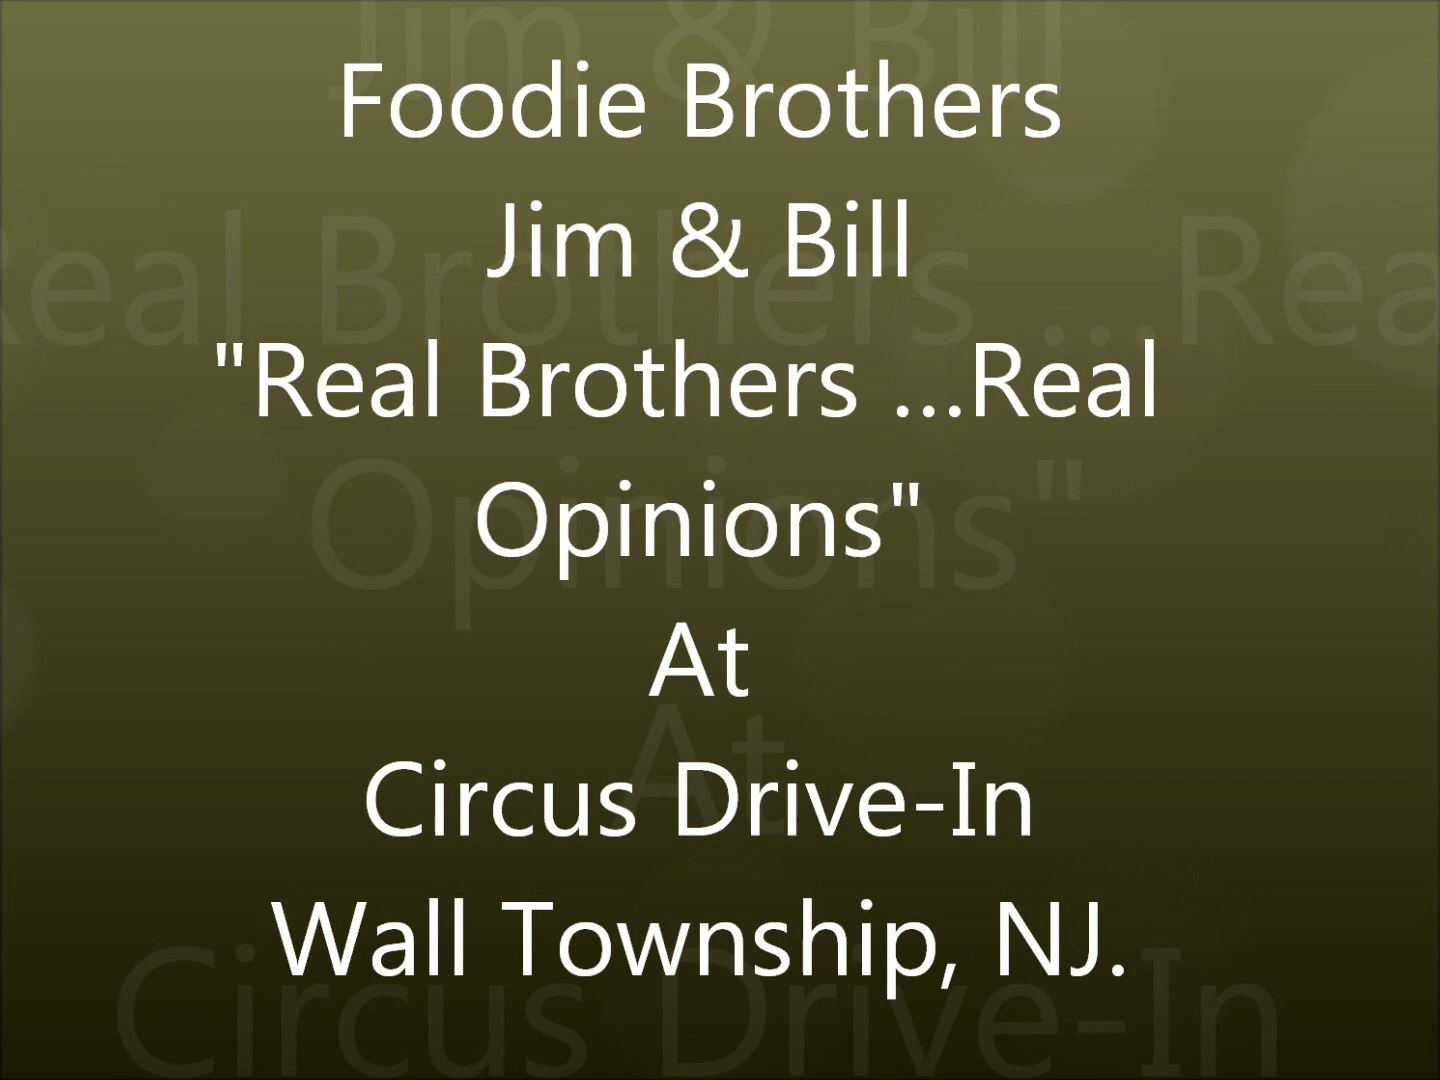 Foodie Brothers
Jim & Bill
"Real Brothers ...Real
Opinions"
At
Circus Drive-In
Wall Township, NJ.